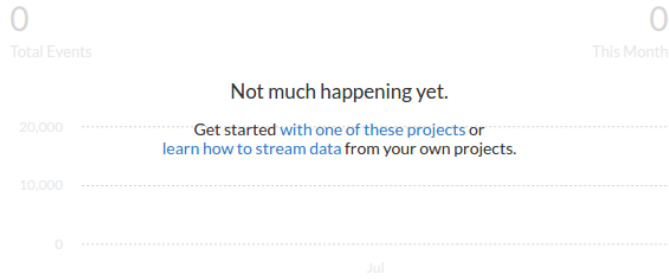 0 0
Total Events This Month
Not much happening yet.
20,000
Get started with one of these projects or
learn how to stream data from your own projects.
10,000
0
Jul